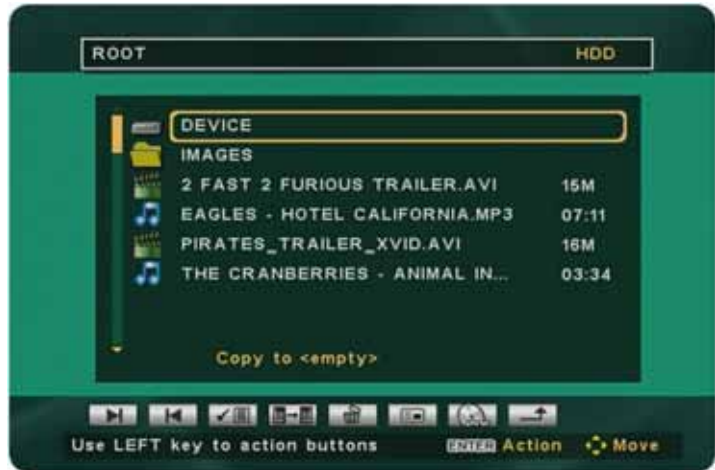 ROOT HDD
DEVICE
IMAGES
2 FAST 2 FURIOUS TRAILER.AVI 15M
EAGLES - HOTEL CALIFORNIA.MP3 07:11
PIRATES_TRAILER_XVID.AVI 16M
THE CRANBERRIES - ANIMAL IN... 03:34
Copy to <empty>
Use LEFT key to action buttons ENTER Action Move